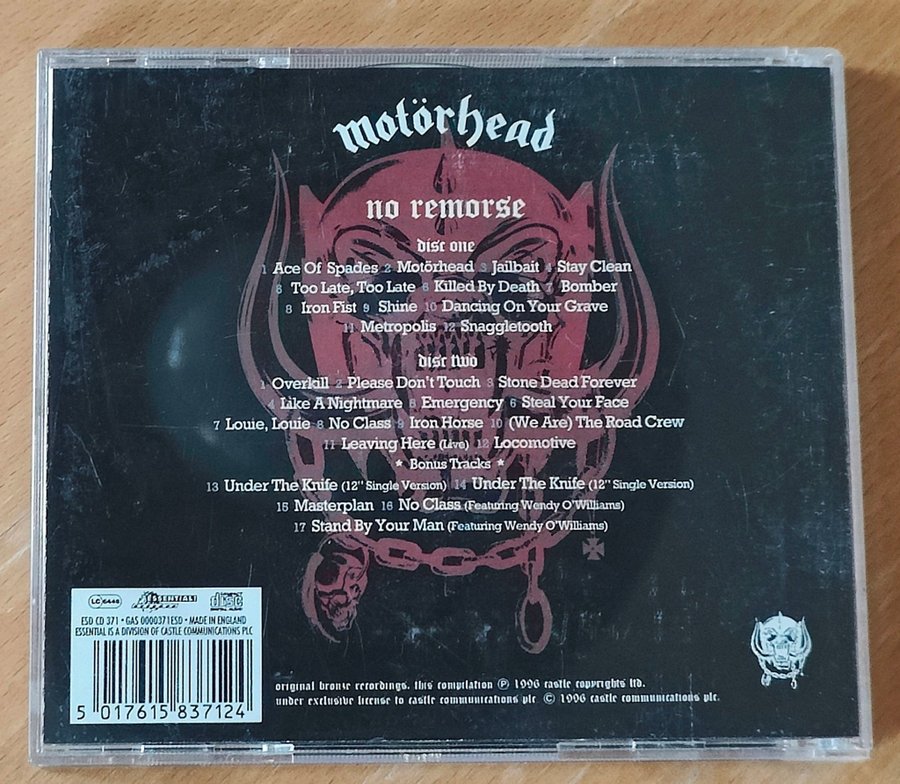 motörhead
no remorse
disc one
1 Ace Of Spades 2 Motörhead 3 Jailbait 4 Stay Clean
Too Late, Too Late 6 Killed By Death 7 Bomber
8 Iron Fist 9 Shine 10 Dancing On Your Grave
11 Metropolis 12 Snaggletooth
disc two
1 Overkill 2 Please Don't Touch 3 Stone Dead Forever
4 Like A Nightmare 5 Emergency 6 Steal Your Face
7 Louie, Louie 8 No Class 9 Iron Horse 10 (We Are) The Road Crew
11 Leaving Here (Live) 12 Locomotive
* Bonus Tracks *
13 Under The Knife (12" Single Version) 14 Under The Knife (12" Single Version)
15 Masterplan 16 No Class (Featuring Wendy O'Williams)
17 Stand By Your Man (Featuring Wendy O'Williams)
LC 6448 ESSENTIAL! disc
DIGITAL AUDIO
ESD CD 371 • GAS 0000371ESD • MADE IN ENGLAND
ESSENTIAL IS A DIVISION OF CASTLE COMMUNICATIONS PLC
5 017615 837124
original bronze recordings. this compilation ℗ 1996 castle copyrights ltd.
under exclusive license to castle communications plc © 1996 castle communications plc.